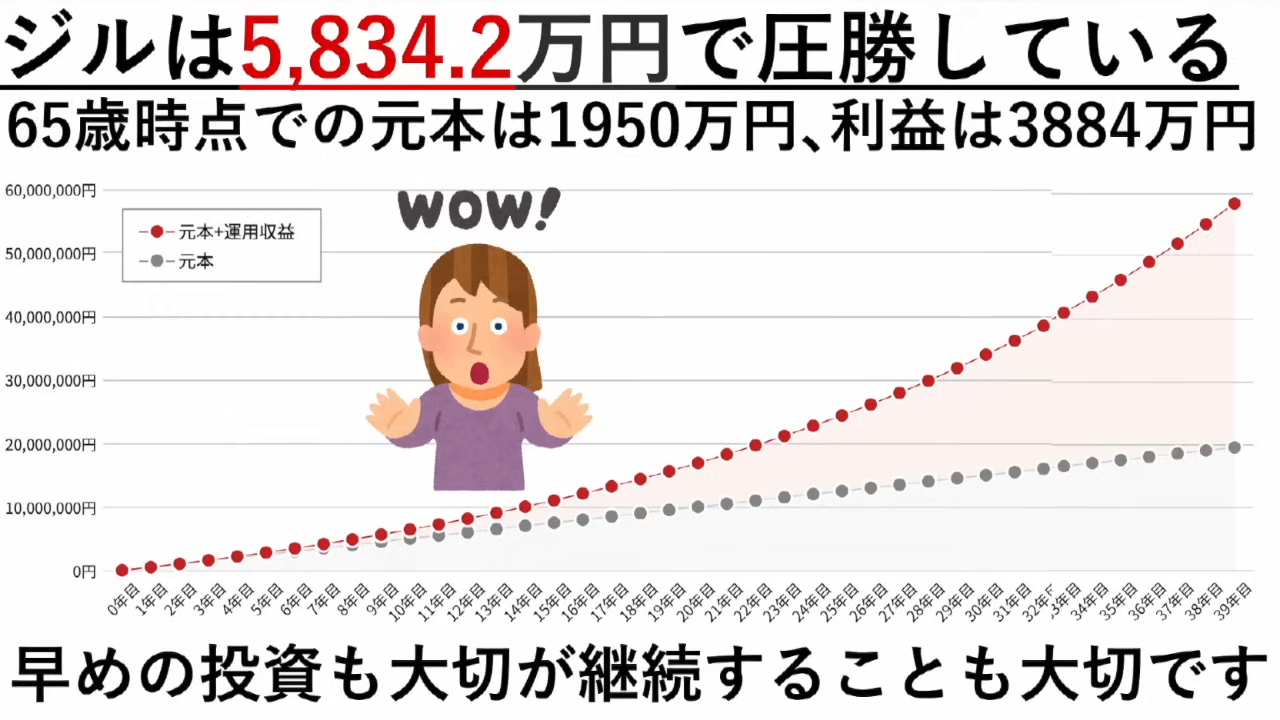 ジルは5,834.2万円で圧勝している
65歳時点での元本は1950万円、利益は3884万円
WOW!
60,000,000円
元本+運用収益
50,000,000円
元本
40,000,000円
30,000,000円
20,000,000円
10,000,000円
0円
0年目 1年目 2年目 3年目 4年目 5年目 6年目 7年目 8年目 9年目 10年目 11年目 12年目 13年目 14年目 15年目 16年目 17年目 18年目 19年目 20年目 21年目 22年目 23年目 24年目 25年目 26年目 27年目 28年目 29年目 30年目 31年目 32年 3年目 34年目 35年目 36年目 37年目 38年目 39年目
早めの投資も大切が継続することも大切です